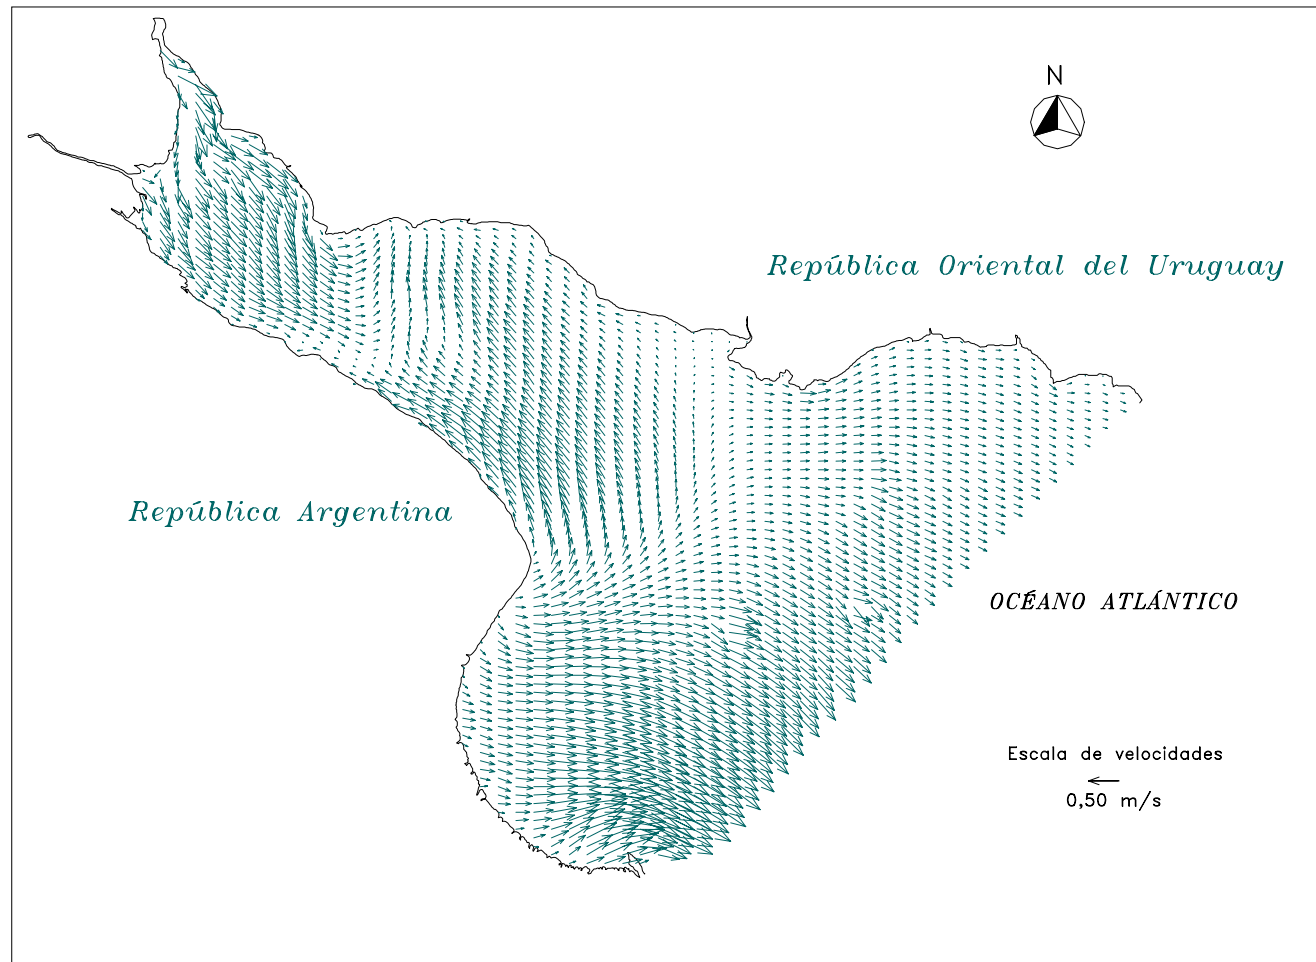 N
República Oriental del Uruguay
República Argentina
OCÉANO ATLÁNTICO
Escala de velocidades
0,50 m/s